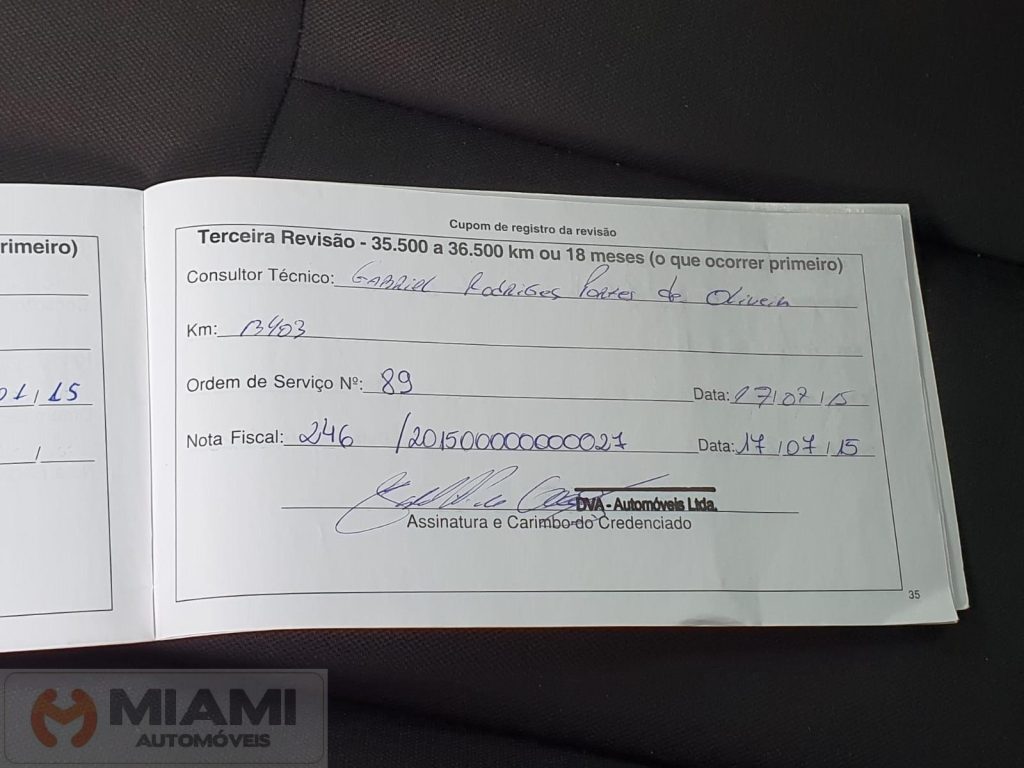 rimeiro)
01/15
/
Cupom de registro da revisão
Terceira Revisão - 35.500 a 36.500 km ou 18 meses (o que ocorrer primeiro)
Consultor Técnico: Gabriel Rodrigues Portes de Oliveira
Km: 13403
Ordem de Serviço Nº: 89 Data: 17/07/15
Nota Fiscal: 246 /201500000000027 Data: 17/07/15
DVA - Automóveis Ltda.
Assinatura e Carimbo do Credenciado
35
MIAMI
AUTOMÓVEIS